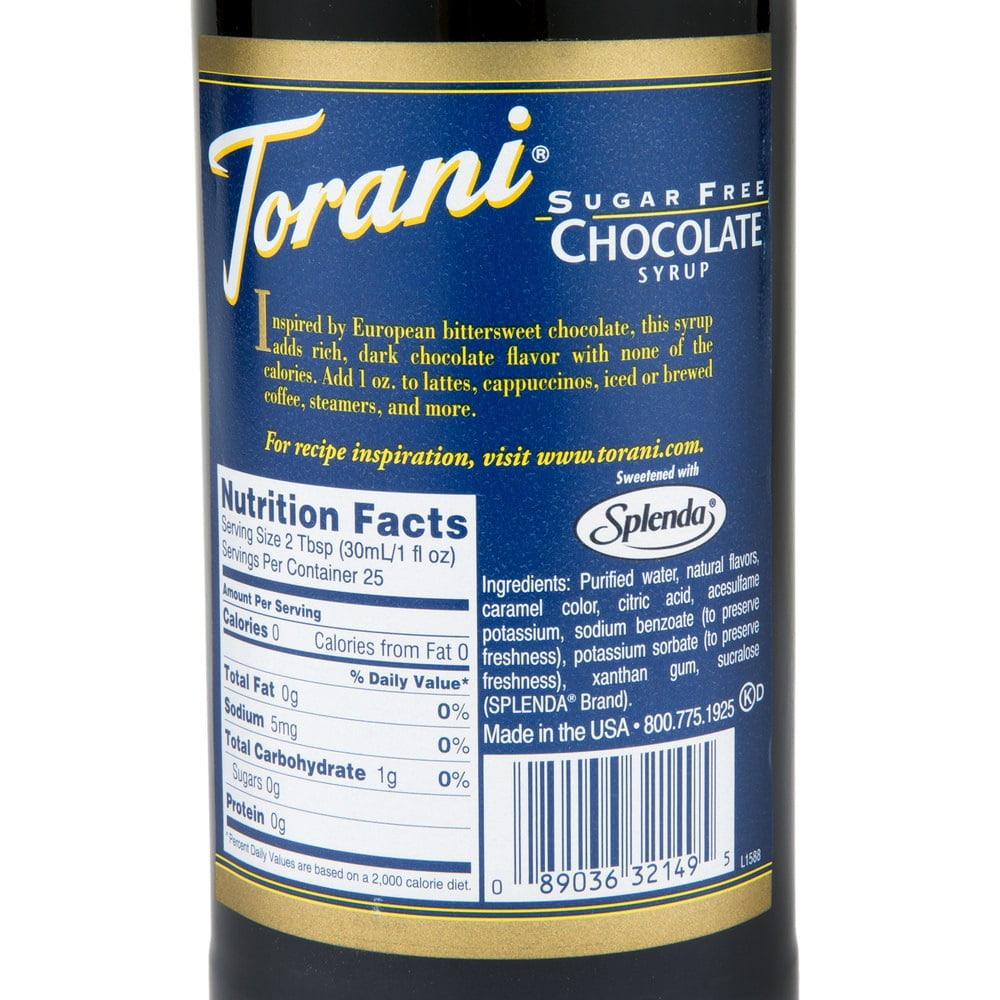 Torani®
SUGAR FREE
CHOCOLATE
SYRUP
Inspired by European bittersweet chocolate, this syrup
adds rich, dark chocolate flavor with none of the
calories. Add 1 oz. to lattes, cappuccinos, iced or brewed
coffee, steamers, and more.
For recipe inspiration, visit www.torani.com.
Sweetened with
Splenda®
Nutrition Facts
Serving Size 2 Tbsp (30mL/1 fl oz)
Servings Per Container 25
Amount Per Serving
Calories 0 Calories from Fat 0
% Daily Value*
Total Fat 0g 0%
Sodium 5mg 0%
Total Carbohydrate 1g 0%
Sugars 0g
Protein 0g
*Percent Daily Values are based on a 2,000 calorie diet.
Ingredients: Purified water, natural flavors,
caramel color, citric acid, acesulfame
potassium, sodium benzoate (to preserve
freshness), potassium sorbate (to preserve
freshness), xanthan gum, sucralose
(SPLENDA® Brand).
Made in the USA • 800.775.1925 Ⓚ D
0 89036 32149 5
L1588